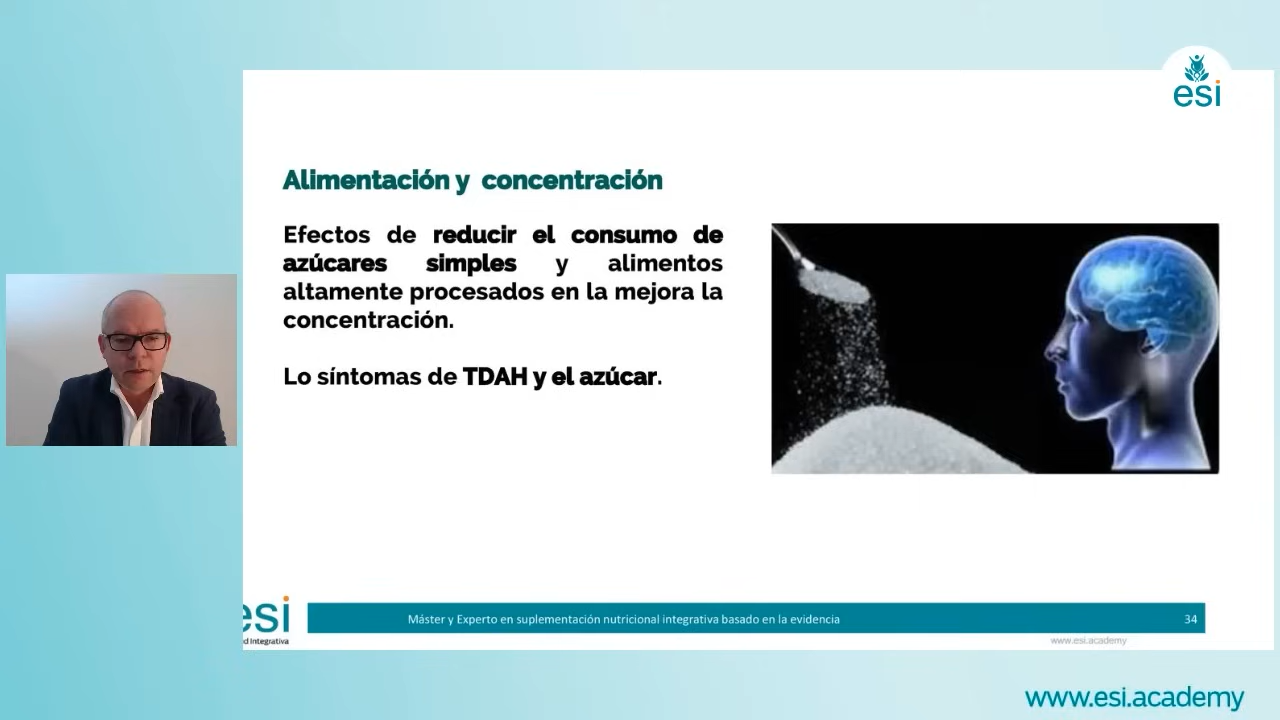 esi
Alimentación y concentración
Efectos de reducir el consumo de
azúcares simples y alimentos
altamente procesados en la mejora la
concentración.
Lo síntomas de TDAH y el azúcar.
esi
d Integrativa
Máster y Experto en suplementación nutricional integrativa basado en la evidencia
34
www.esi.academy
www.esi.academy